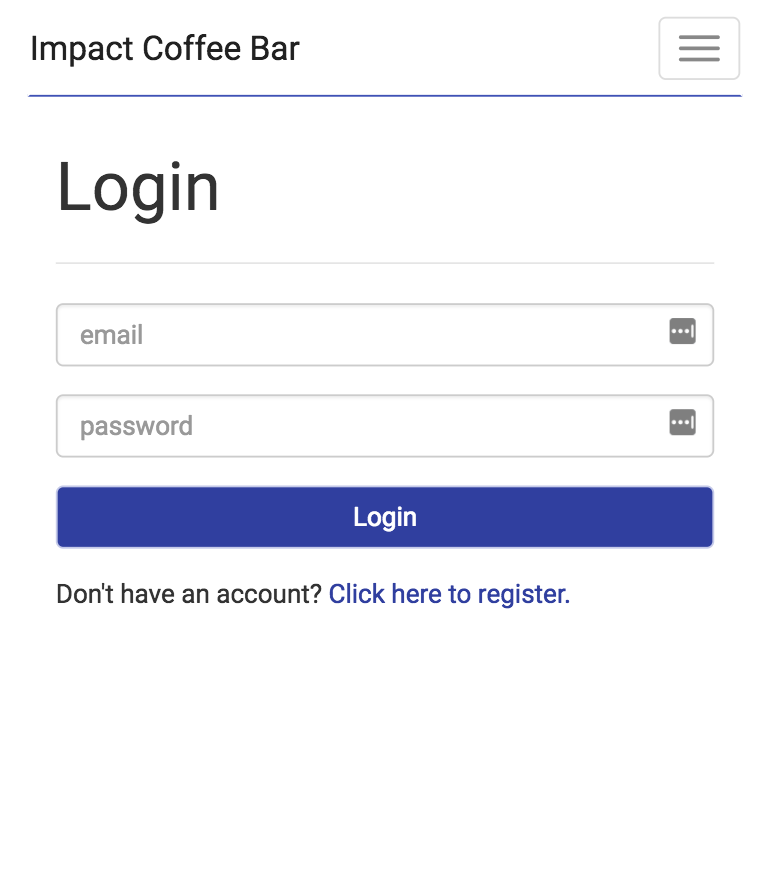 Impact Coffee Bar
Login
email
password
Login
Don't have an account? Click here to register.